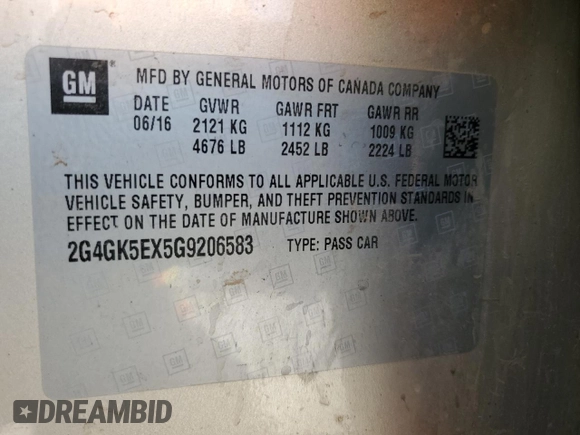 GM
MFD BY GENERAL MOTORS OF CANADA COMPANY
DATE GVWR GAWR FRT GAWR RR
06/16 2121 KG 1112 KG 1009 KG
4676 LB 2452 LB 2224 LB
THIS VEHICLE CONFORMS TO ALL APPLICABLE U.S. FEDERAL MOTOR
VEHICLE SAFETY, BUMPER, AND THEFT PREVENTION STANDARDS IN
EFFECT ON THE DATE OF MANUFACTURE SHOWN ABOVE.
2G4GK5EX5G9206583 TYPE: PASS CAR
DREAMBID